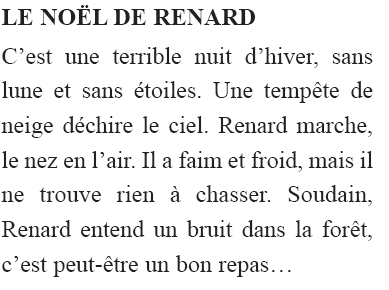 LE NOËL DE RENARD
C’est une terrible nuit d’hiver, sans
lune et sans étoiles. Une tempête de
neige déchire le ciel. Renard marche,
le nez en l’air. Il a faim et froid, mais il
ne trouve rien à chasser. Soudain,
Renard entend un bruit dans la forêt,
c’est peut-être un bon repas…